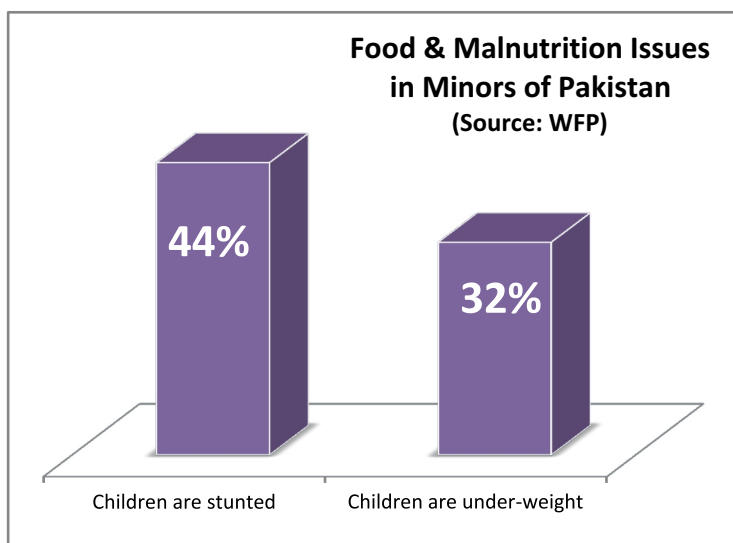 Food & Malnutrition Issues
in Minors of Pakistan
(Source: WFP)
44%
32%
Children are stunted
Children are under-weight